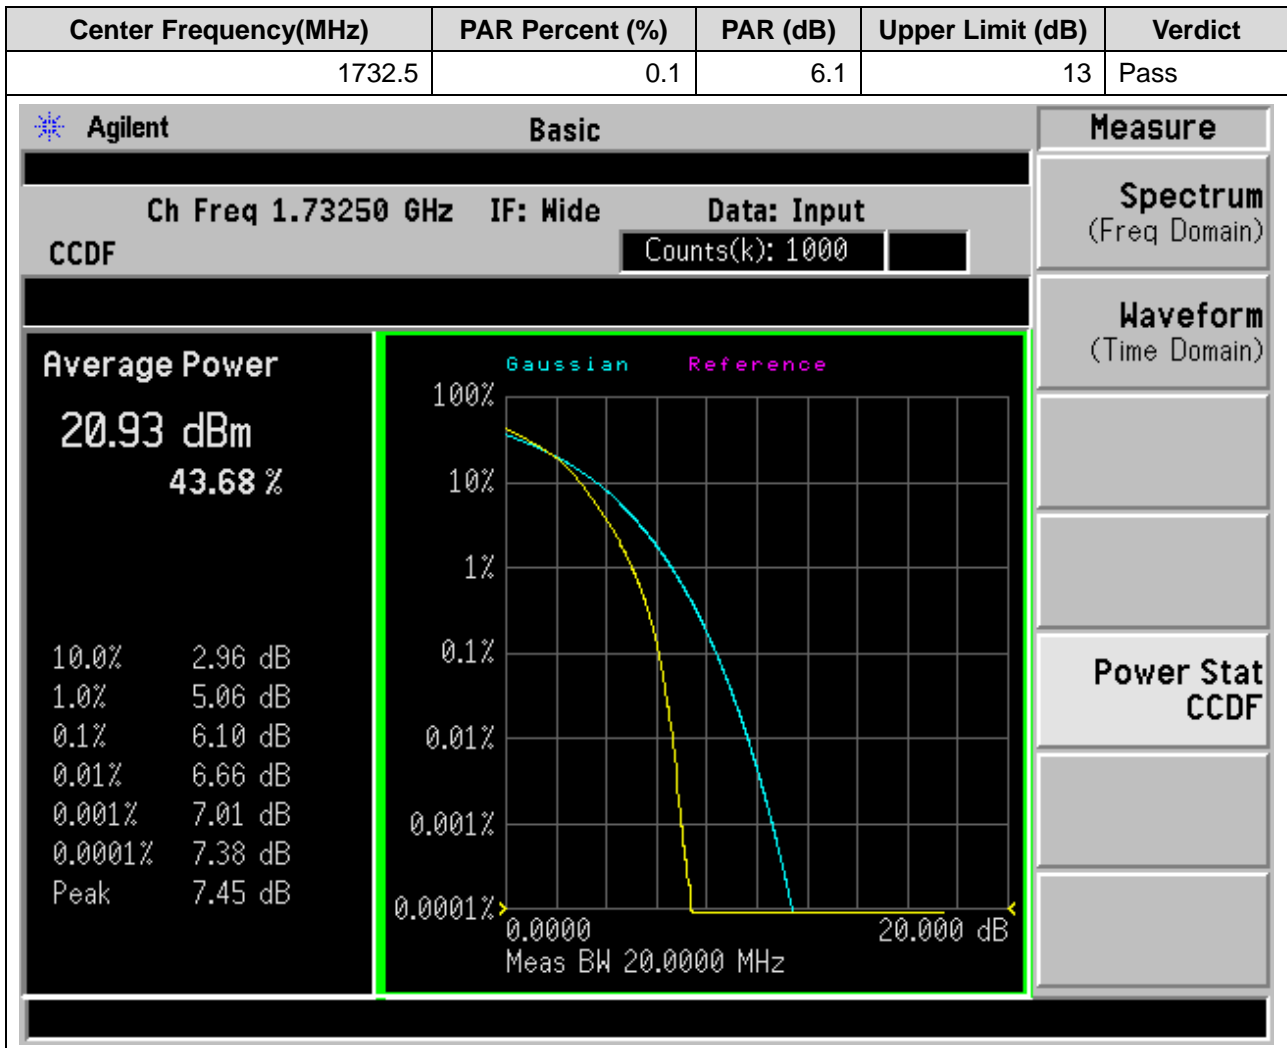 Center Frequency(MHz) PAR Percent (%) PAR (dB) Upper Limit (dB) Verdict
1732.5 0.1 6.1 13 Pass
Agilent Basic Measure
Ch Freq 1.73250 GHz IF: Wide Data: Input
CCDF Counts(k): 1000
Spectrum
(Freq Domain)
Waveform
(Time Domain)
Power Stat
CCDF
Average Power
20.93 dBm
43.68 %
10.0% 2.96 dB
1.0% 5.06 dB
0.1% 6.10 dB
0.01% 6.66 dB
0.001% 7.01 dB
0.0001% 7.38 dB
Peak 7.45 dB
Gaussian Reference
100%
10%
1%
0.1%
0.01%
0.001%
0.0001%
0.0000 20.000 dB
Meas BW 20.0000 MHz